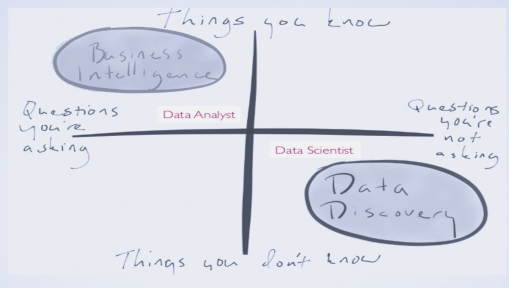 Things you know
Business
Intelligence
Questions
you're
asking
Data Analyst
Questions
you're
not
asking
Data Scientist
Data
Discovery
Things you don't know